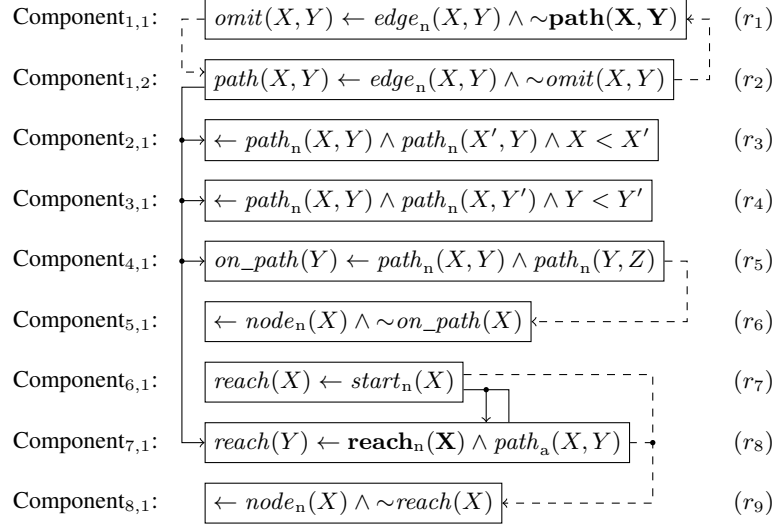 Component₁,₁: omit(X, Y) ← edgeₙ(X, Y) ∧ ∼path(X, Y) (r₁)
Component₁,₂: path(X, Y) ← edgeₙ(X, Y) ∧ ∼omit(X, Y) (r₂)
Component₂,₁: ← pathₙ(X, Y) ∧ pathₙ(X′, Y) ∧ X < X′ (r₃)
Component₃,₁: ← pathₙ(X, Y) ∧ pathₙ(X, Y′) ∧ Y < Y′ (r₄)
Component₄,₁: on_path(Y) ← pathₙ(X, Y) ∧ pathₙ(Y, Z) (r₅)
Component₅,₁: ← nodeₙ(X) ∧ ∼on_path(X) (r₆)
Component₆,₁: reach(X) ← startₙ(X) (r₇)
Component₇,₁: reach(Y) ← reachₙ(X) ∧ pathₐ(X, Y) (r₈)
Component₈,₁: ← nodeₙ(X) ∧ ∼reach(X) (r₉)